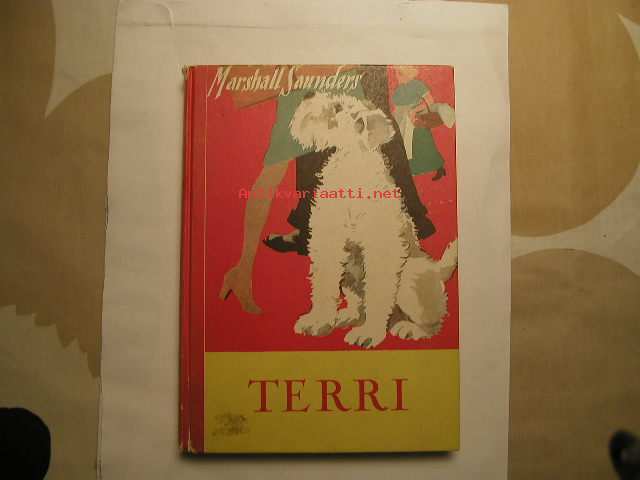 Marshall Saunders
Antikvariaatti.net
TERRI